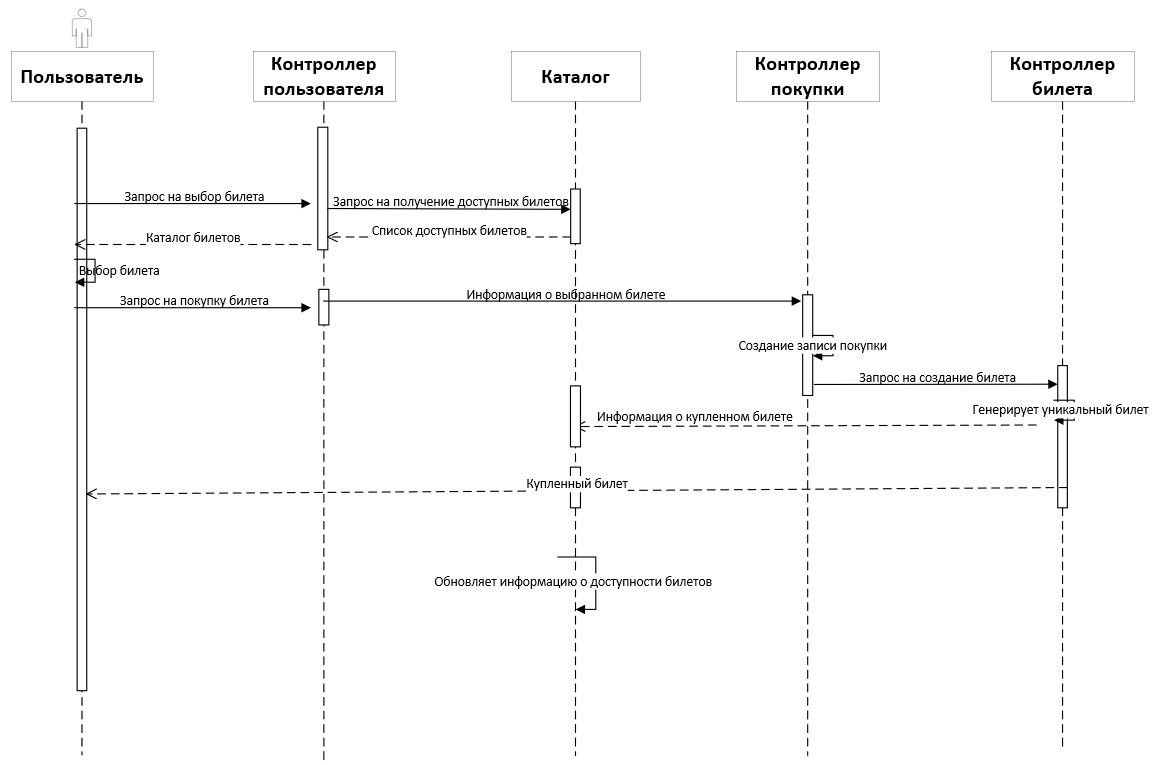 Пользователь
Контроллер
пользователя
Каталог
Контроллер
покупки
Контроллер
билета
Запрос на выбор билета
Запрос на получение доступных билетов
Список доступных билетов
Каталог билетов
Выбор билета
Запрос на покупку билета
Информация о выбранном билете
Создание записи покупки
Запрос на создание билета
Генерирует уникальный билет
Информация о купленном билете
Купленный билет
Обновляет информацию о доступности билетов